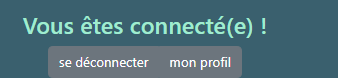 Vous êtes connecté(e) !
se déconnecter mon profil